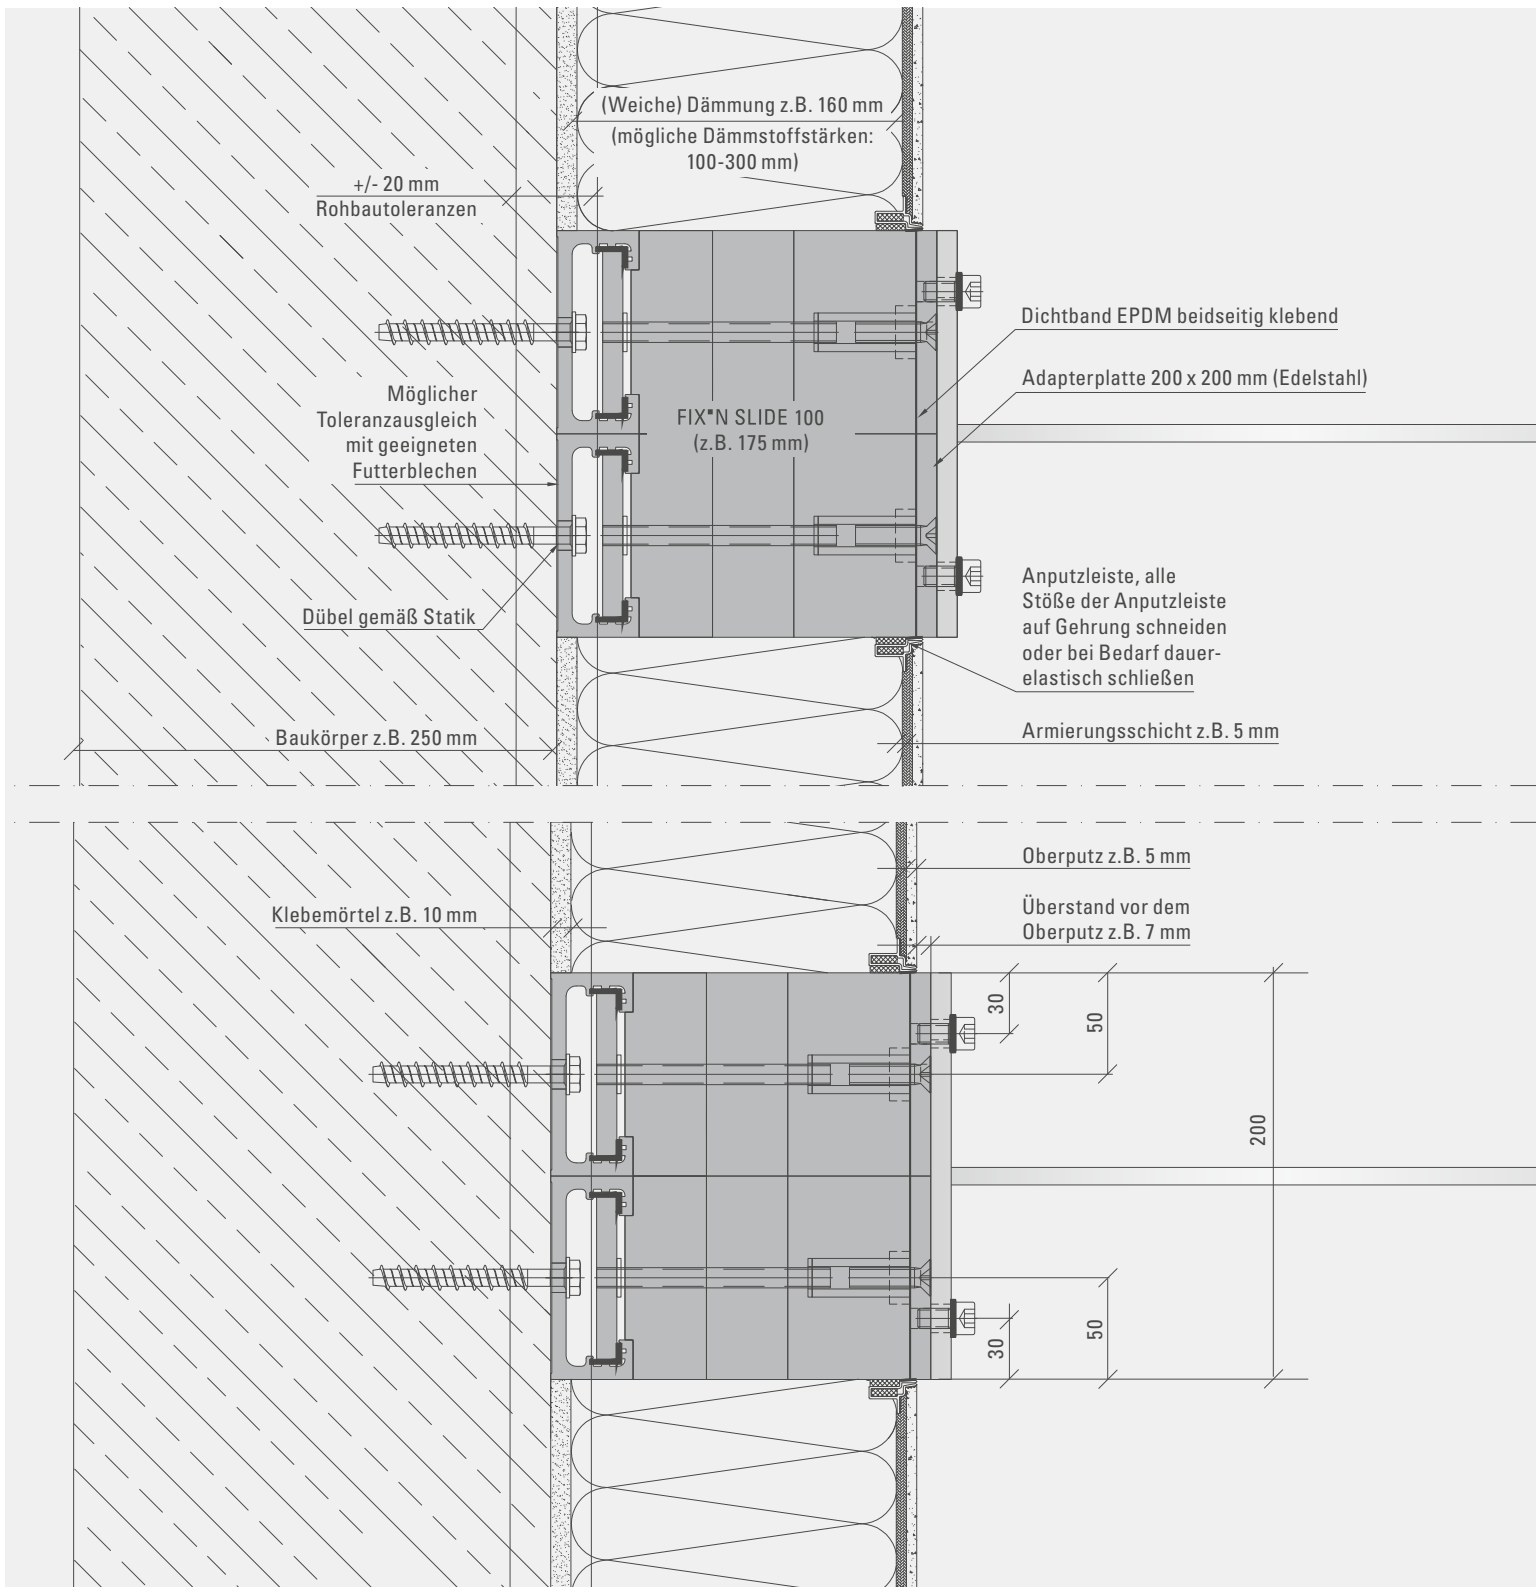 (Weiche) Dämmung z.B. 160 mm
(mögliche Dämmstoffstärken:
100-300 mm)
+/- 20 mm
Rohbautoleranzen
Dichtband EPDM beidseitig klebend
Adapterplatte 200 x 200 mm (Edelstahl)
Möglicher
Toleranzausgleich
mit geeigneten
Futterblechen
FIX■N SLIDE 100
(z.B. 175 mm)
Dübel gemäß Statik
Anputzleiste, alle
Stöße der Anputzleiste
auf Gehrung schneiden
oder bei Bedarf dauer-
elastisch schließen
Baukörper z.B. 250 mm
Armierungsschicht z.B. 5 mm
Oberputz z.B. 5 mm
Klebemörtel z.B. 10 mm
Überstand vor dem
Oberputz z.B. 7 mm
30
50
200
50
30